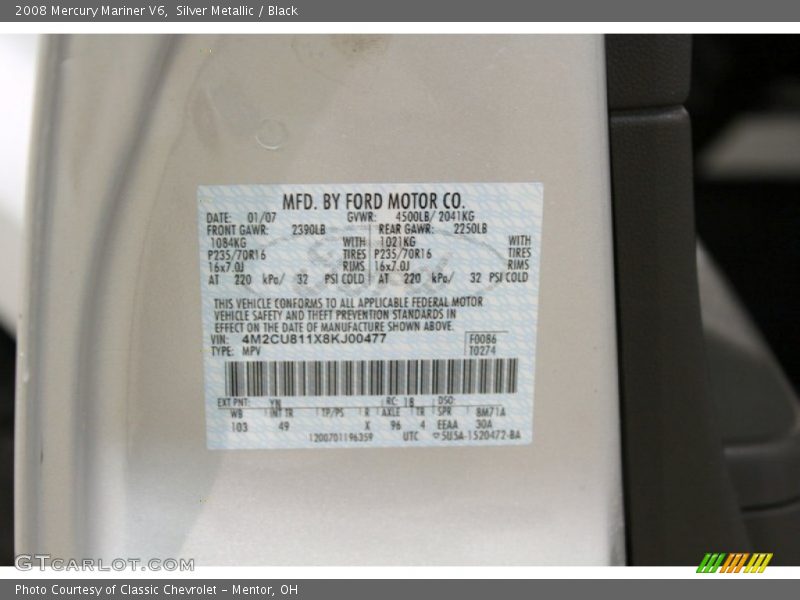 2008 Mercury Mariner V6, Silver Metallic / Black
MFD. BY FORD MOTOR CO.
DATE: 01/07 GVWR: 4500LB/ 2041KG
FRONT GAWR: 2390LB REAR GAWR: 2250LB
1084KG WITH 1021KG WITH
P235/70R16 TIRES P235/70R16 TIRES
16x7.0J RIMS 16x7.0J RIMS
AT 220 kPa/ 32 PSI COLD AT 220 kPa/ 32 PSI COLD
THIS VEHICLE CONFORMS TO ALL APPLICABLE FEDERAL MOTOR
VEHICLE SAFETY AND THEFT PREVENTION STANDARDS IN
EFFECT ON THE DATE OF MANUFACTURE SHOWN ABOVE.
VIN: 4M2CU811X8KJ00477 F0086
TYPE: MPV T0274
EXT PNT: YN RC: 18 DSO:
WB INT TR TP/PS R AXLE TR SPR 8M71A
103 49 X 96 4 EEAA 30A
1200701196359 UTC 5U5A-1520472-BA
GTCARLOT.COM
Photo Courtesy of Classic Chevrolet - Mentor, OH